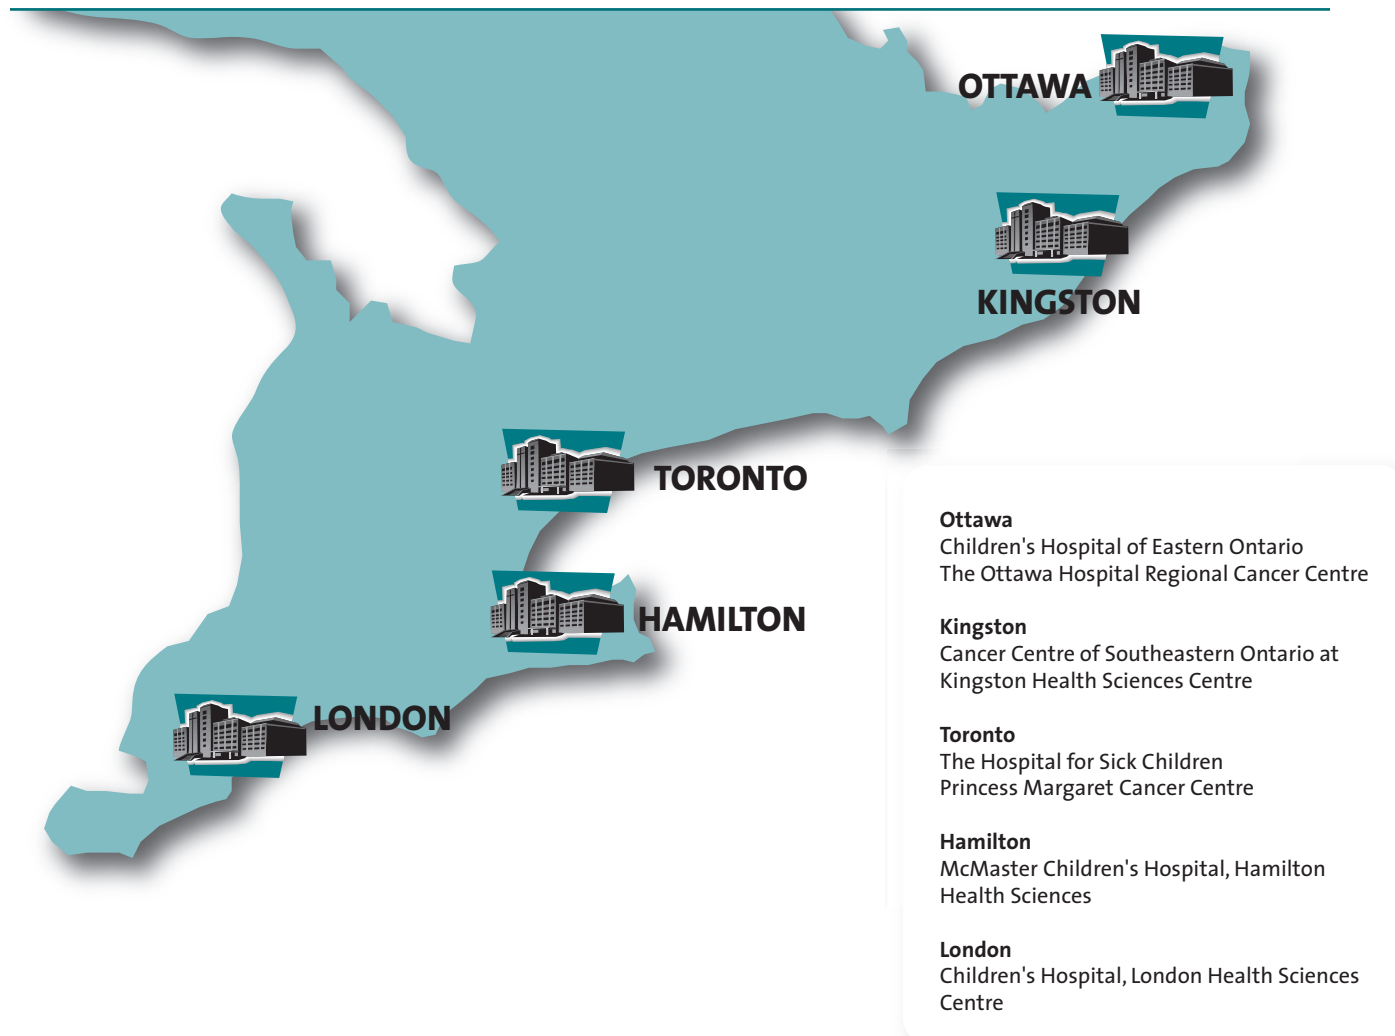 OTTAWA
KINGSTON
TORONTO
HAMILTON
LONDON
Ottawa
Children's Hospital of Eastern Ontario
The Ottawa Hospital Regional Cancer Centre
Kingston
Cancer Centre of Southeastern Ontario at
Kingston Health Sciences Centre
Toronto
The Hospital for Sick Children
Princess Margaret Cancer Centre
Hamilton
McMaster Children's Hospital, Hamilton
Health Sciences
London
Children's Hospital, London Health Sciences
Centre